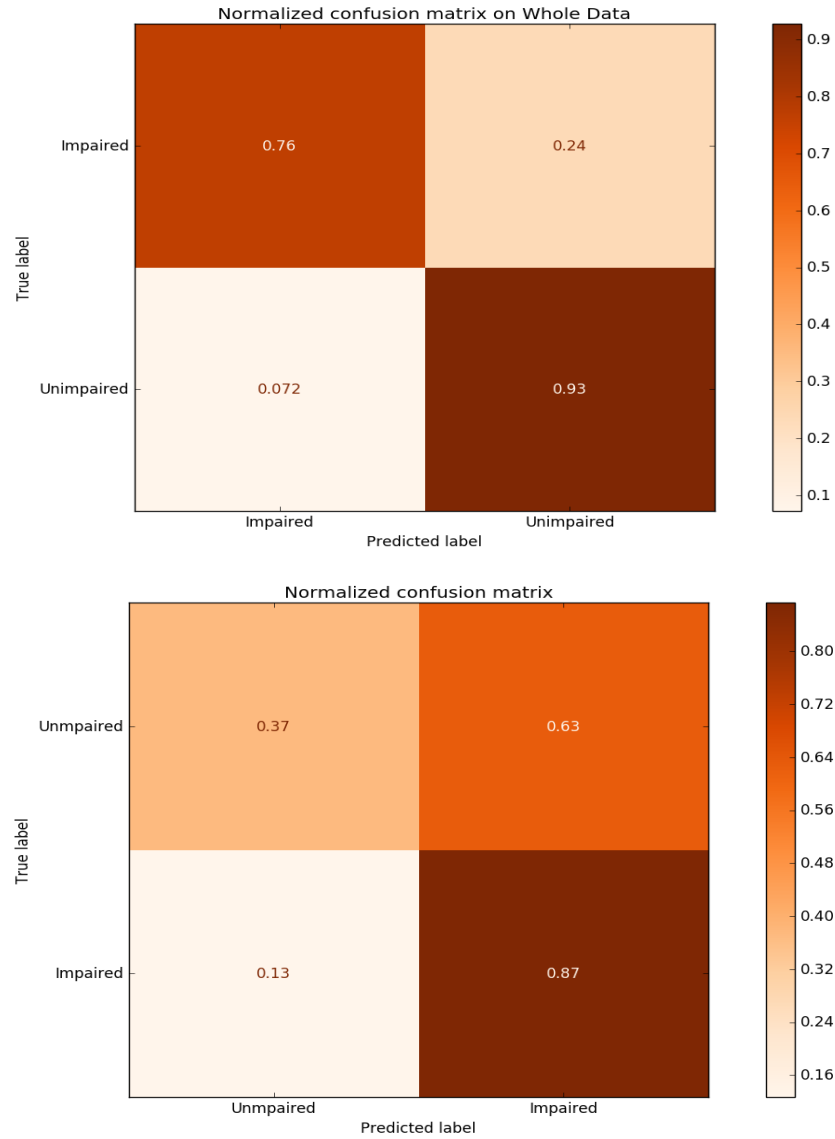 Normalized confusion matrix on Whole Data
0.9
0.8
0.7
0.6
0.5
0.4
0.3
0.2
0.1
True label
Impaired
0.76
0.24
Unimpaired
0.072
0.93
Impaired
Unimpaired
Predicted label
Normalized confusion matrix
0.80
0.72
0.64
0.56
0.48
0.40
0.32
0.24
0.16
True label
Unmpaired
0.37
0.63
Impaired
0.13
0.87
Unmpaired
Impaired
Predicted label